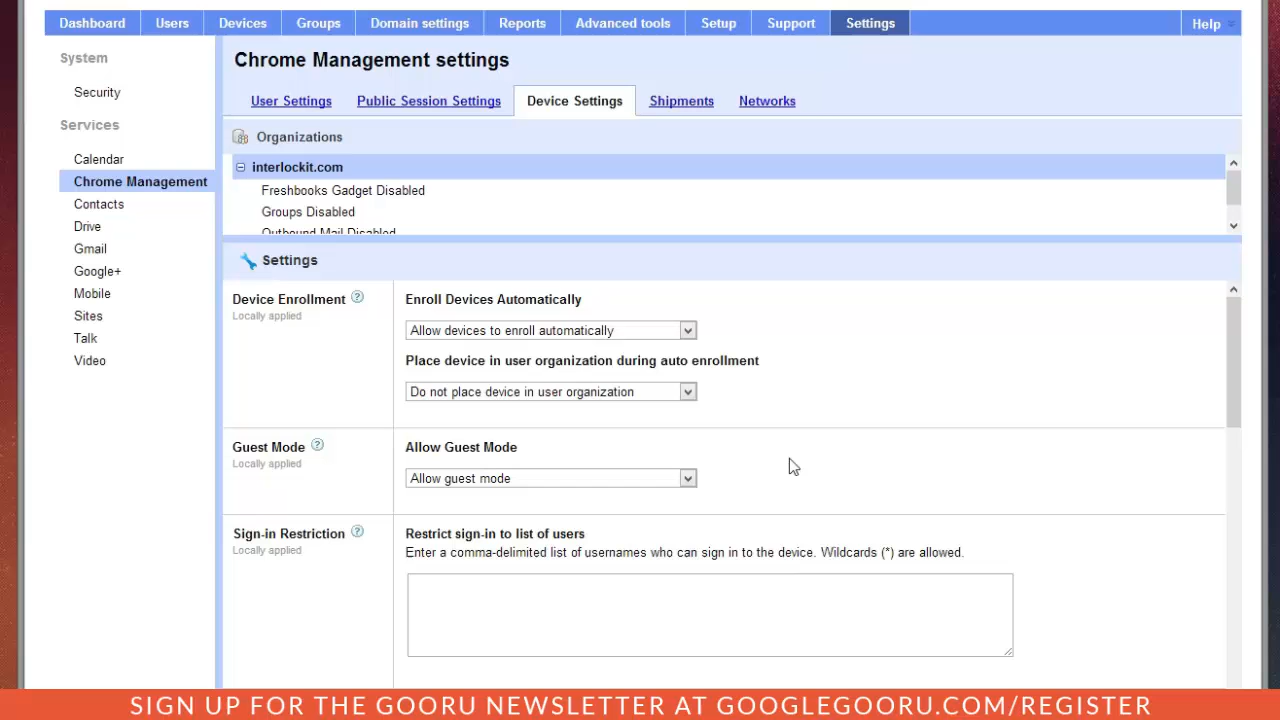 Dashboard Users Devices Groups Domain settings Reports Advanced tools Setup Support Settings Help
System
Security
Services
Calendar
Chrome Management
Contacts
Drive
Gmail
Google+
Mobile
Sites
Talk
Video
Chrome Management settings
User Settings Public Session Settings Device Settings Shipments Networks
Organizations
interlockit.com
Freshbooks Gadget Disabled
Groups Disabled
Outbound Mail Disabled
Settings
Device Enrollment ?
Locally applied
Enroll Devices Automatically
Allow devices to enroll automatically
Place device in user organization during auto enrollment
Do not place device in user organization
Guest Mode ?
Locally applied
Allow Guest Mode
Allow guest mode
Sign-in Restriction ?
Locally applied
Restrict sign-in to list of users
Enter a comma-delimited list of usernames who can sign in to the device. Wildcards (*) are allowed.
SIGN UP FOR THE GOORU NEWSLETTER AT GOOGLEGOORU.COM/REGISTER